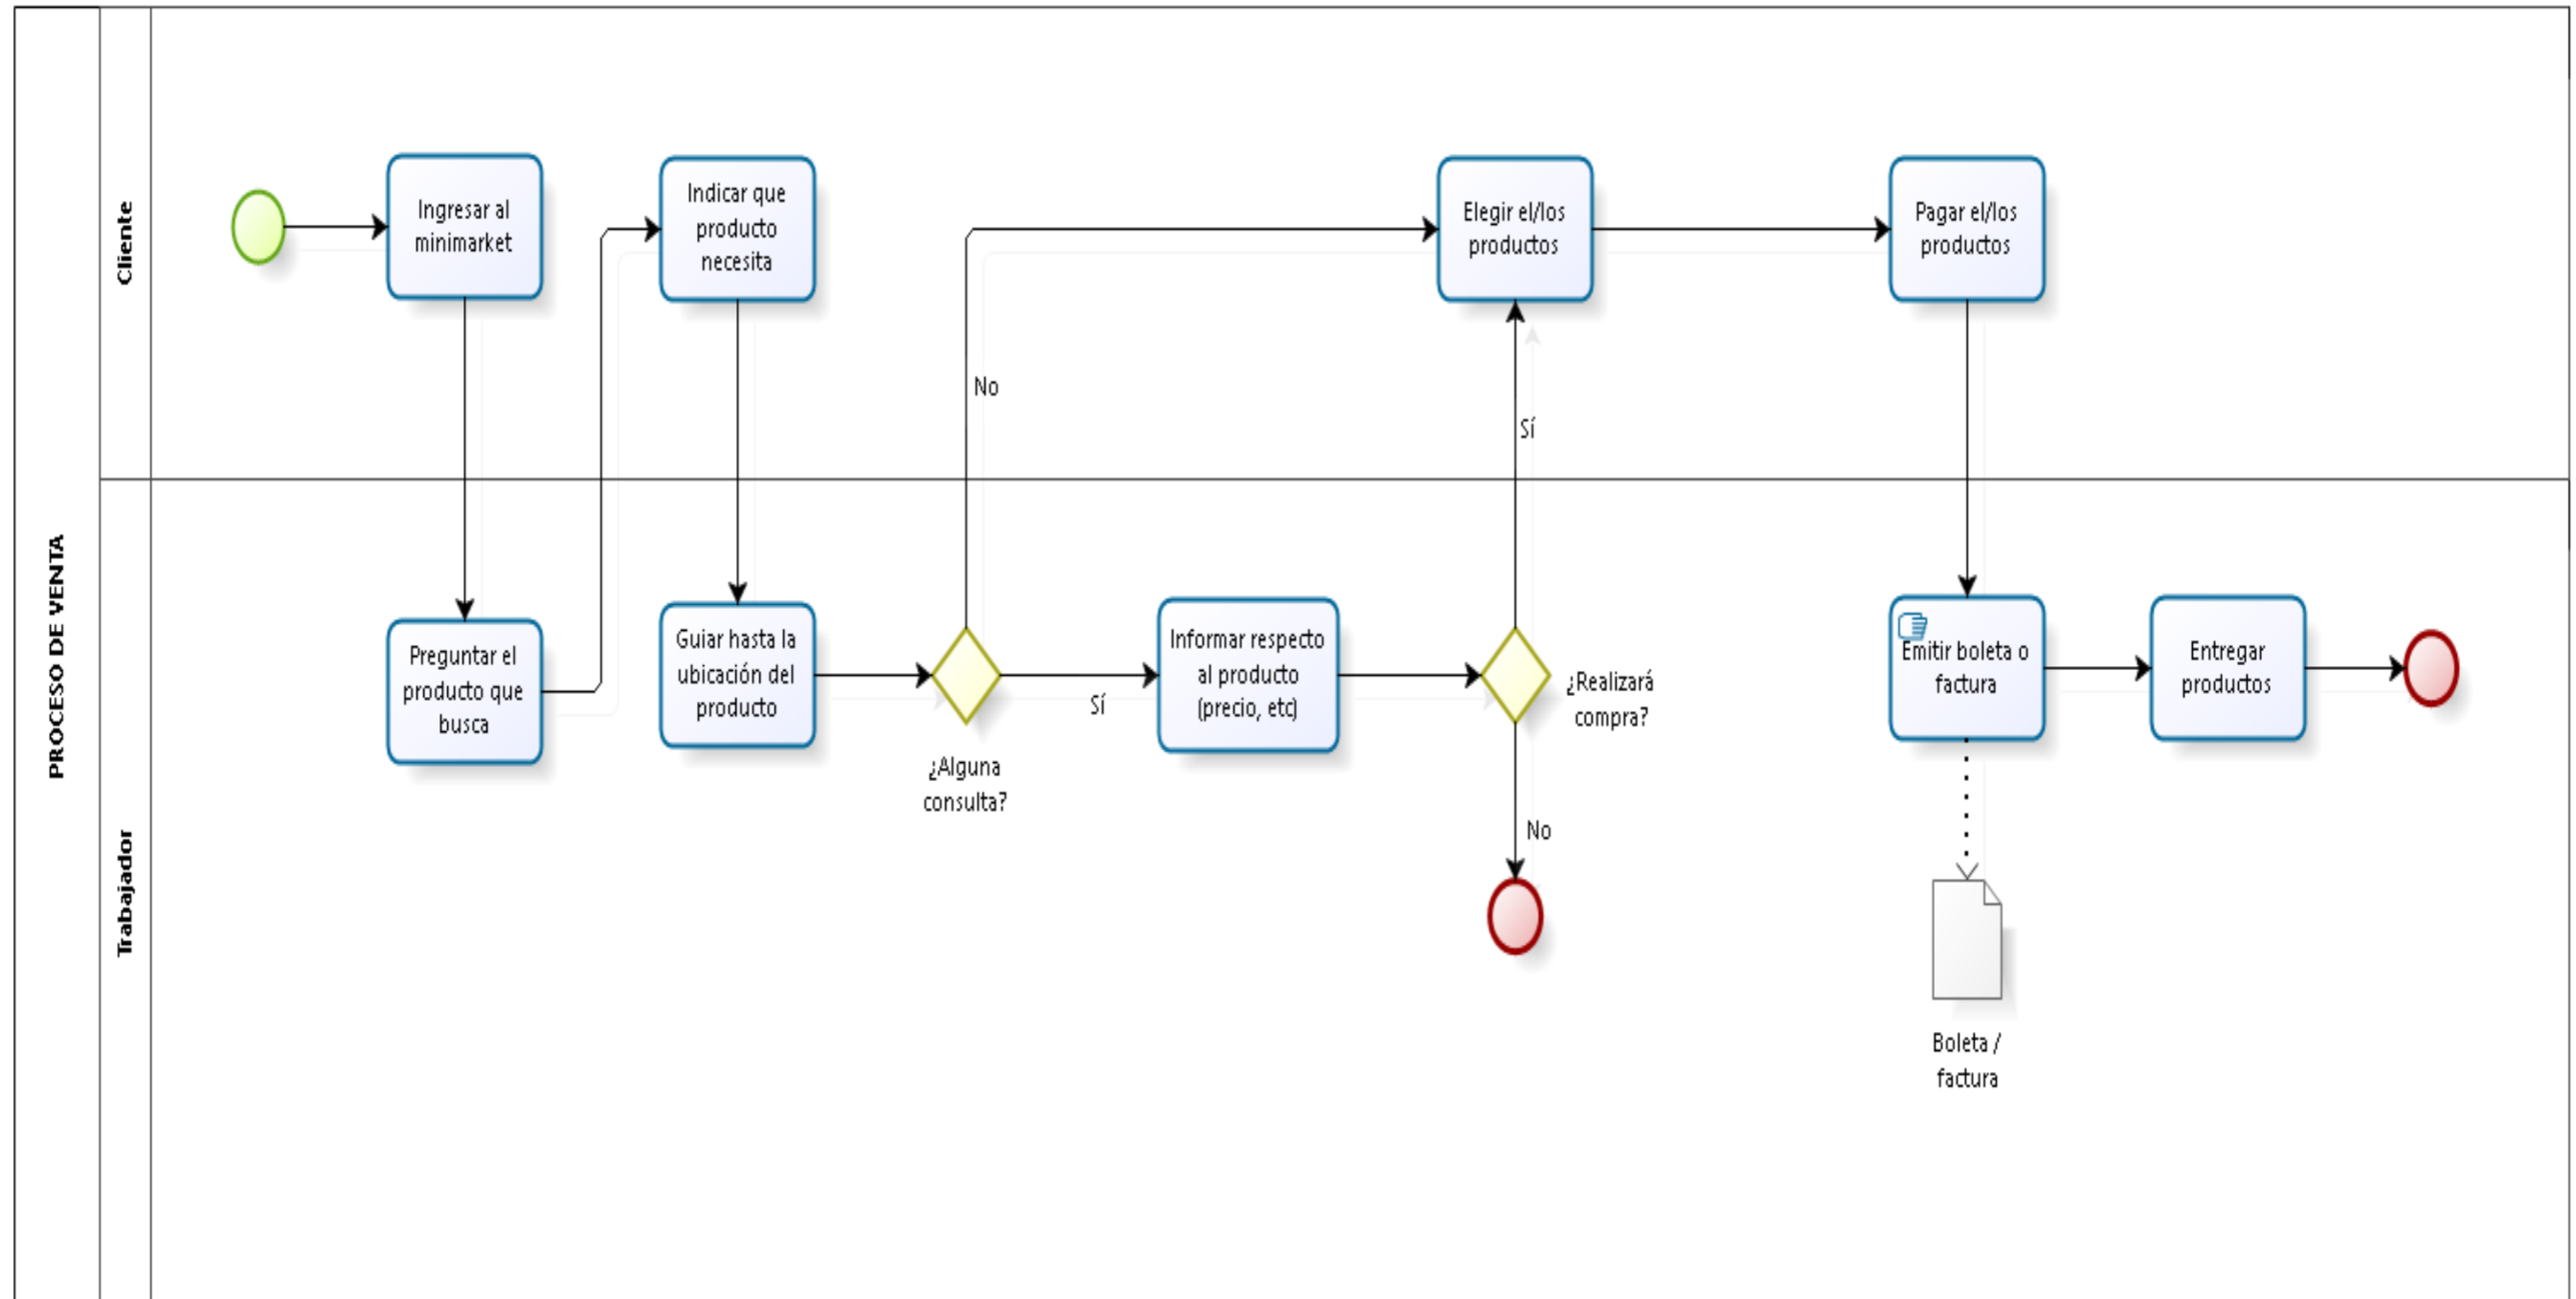 PROCESO DE VENTA
Cliente
Ingresar al
minimarket
Indicar que
producto
necesita
Elegir el/los
productos
Pagar el/los
productos
No
Sí
Trabajador
Preguntar el
producto que
busca
Guiar hasta la
ubicación del
producto
¿Alguna
consulta?
Sí
Informar respecto
al producto
(precio, etc)
¿Realizará
compra?
No
Emitir boleta o
factura
Entregar
productos
Boleta /
factura